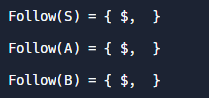 Follow(S) = { $,  }
Follow(A) = { $,  }
Follow(B) = { $,  }